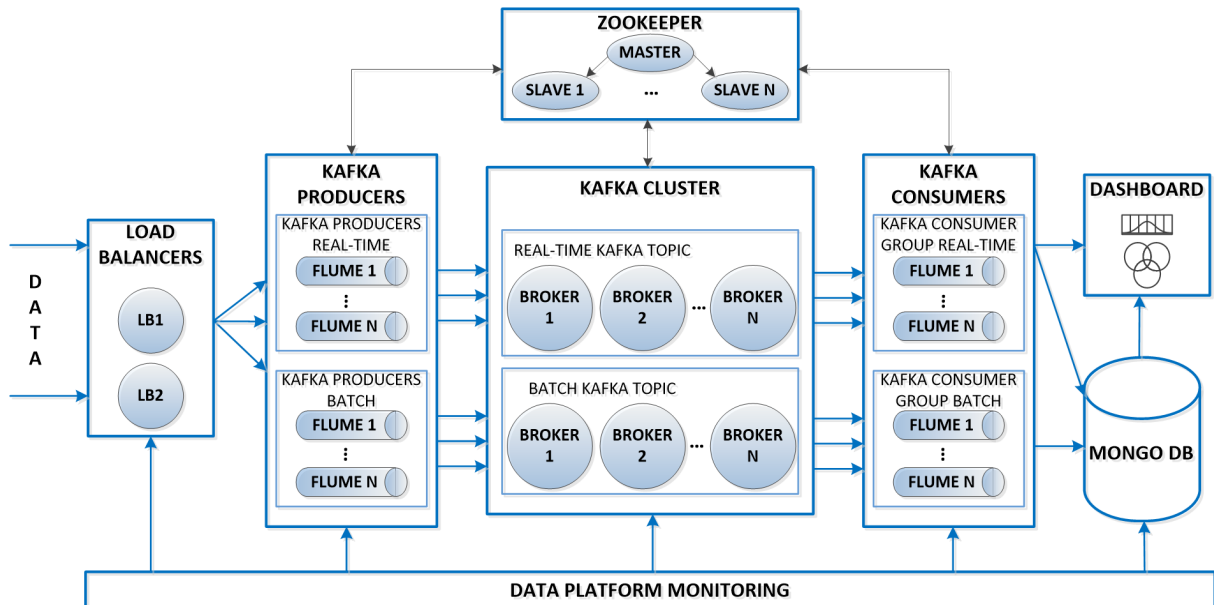 ZOOKEEPER
MASTER
SLAVE 1
...
SLAVE N
DATA
LOAD
BALANCERS
LB1
LB2
KAFKA
PRODUCERS
KAFKA PRODUCERS
REAL-TIME
FLUME 1
...
FLUME N
KAFKA PRODUCERS
BATCH
FLUME 1
...
FLUME N
KAFKA CLUSTER
REAL-TIME KAFKA TOPIC
BROKER
1
BROKER
2
...
BROKER
N
BATCH KAFKA TOPIC
BROKER
1
BROKER
2
...
BROKER
N
KAFKA
CONSUMERS
KAFKA CONSUMER
GROUP REAL-TIME
FLUME 1
...
FLUME N
KAFKA CONSUMER
GROUP BATCH
FLUME 1
...
FLUME N
DASHBOARD
MONGO DB
DATA PLATFORM MONITORING